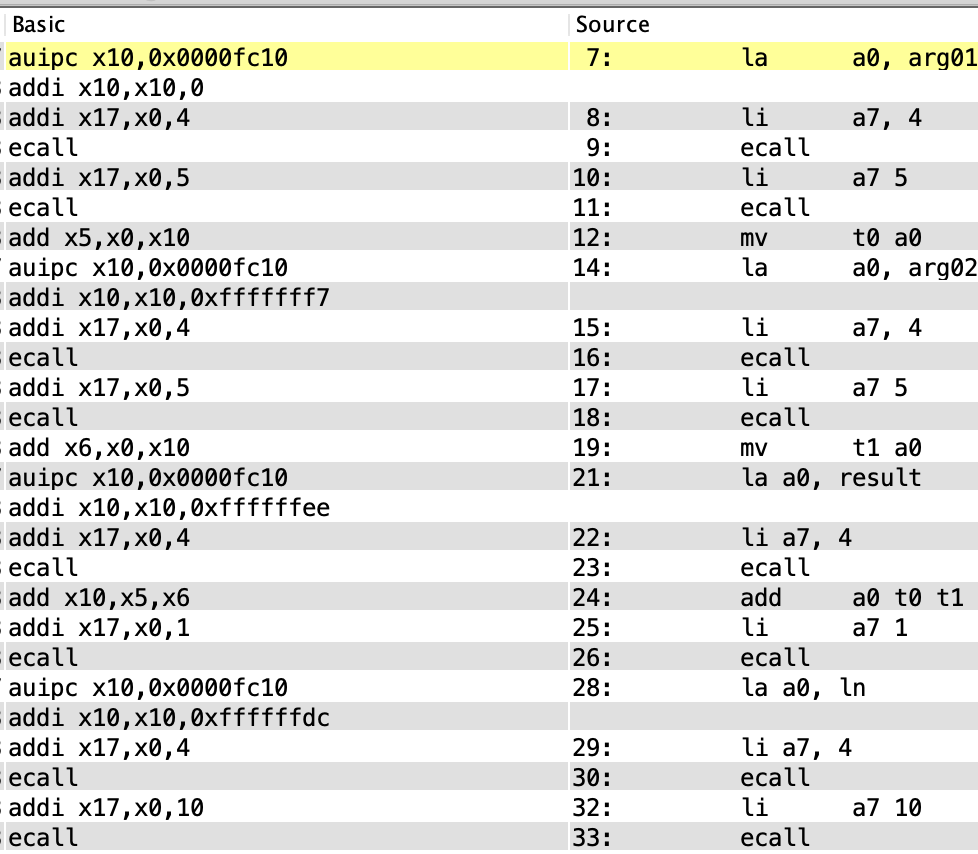 Basic Source
auipc x10,0x0000fc10 7: la a0, arg01
addi x10,x10,0
addi x17,x0,4 8: li a7, 4
ecall 9: ecall
addi x17,x0,5 10: li a7 5
ecall 11: ecall
add x5,x0,x10 12: mv t0 a0
auipc x10,0x0000fc10 14: la a0, arg02
addi x10,x10,0xfffffff7
addi x17,x0,4 15: li a7, 4
ecall 16: ecall
addi x17,x0,5 17: li a7 5
ecall 18: ecall
add x6,x0,x10 19: mv t1 a0
auipc x10,0x0000fc10 21: la a0, result
addi x10,x10,0xffffffee
addi x17,x0,4 22: li a7, 4
ecall 23: ecall
add x10,x5,x6 24: add a0 t0 t1
addi x17,x0,1 25: li a7 1
ecall 26: ecall
auipc x10,0x0000fc10 28: la a0, ln
addi x10,x10,0xffffffdc
addi x17,x0,4 29: li a7, 4
ecall 30: ecall
addi x17,x0,10 32: li a7 10
ecall 33: ecall